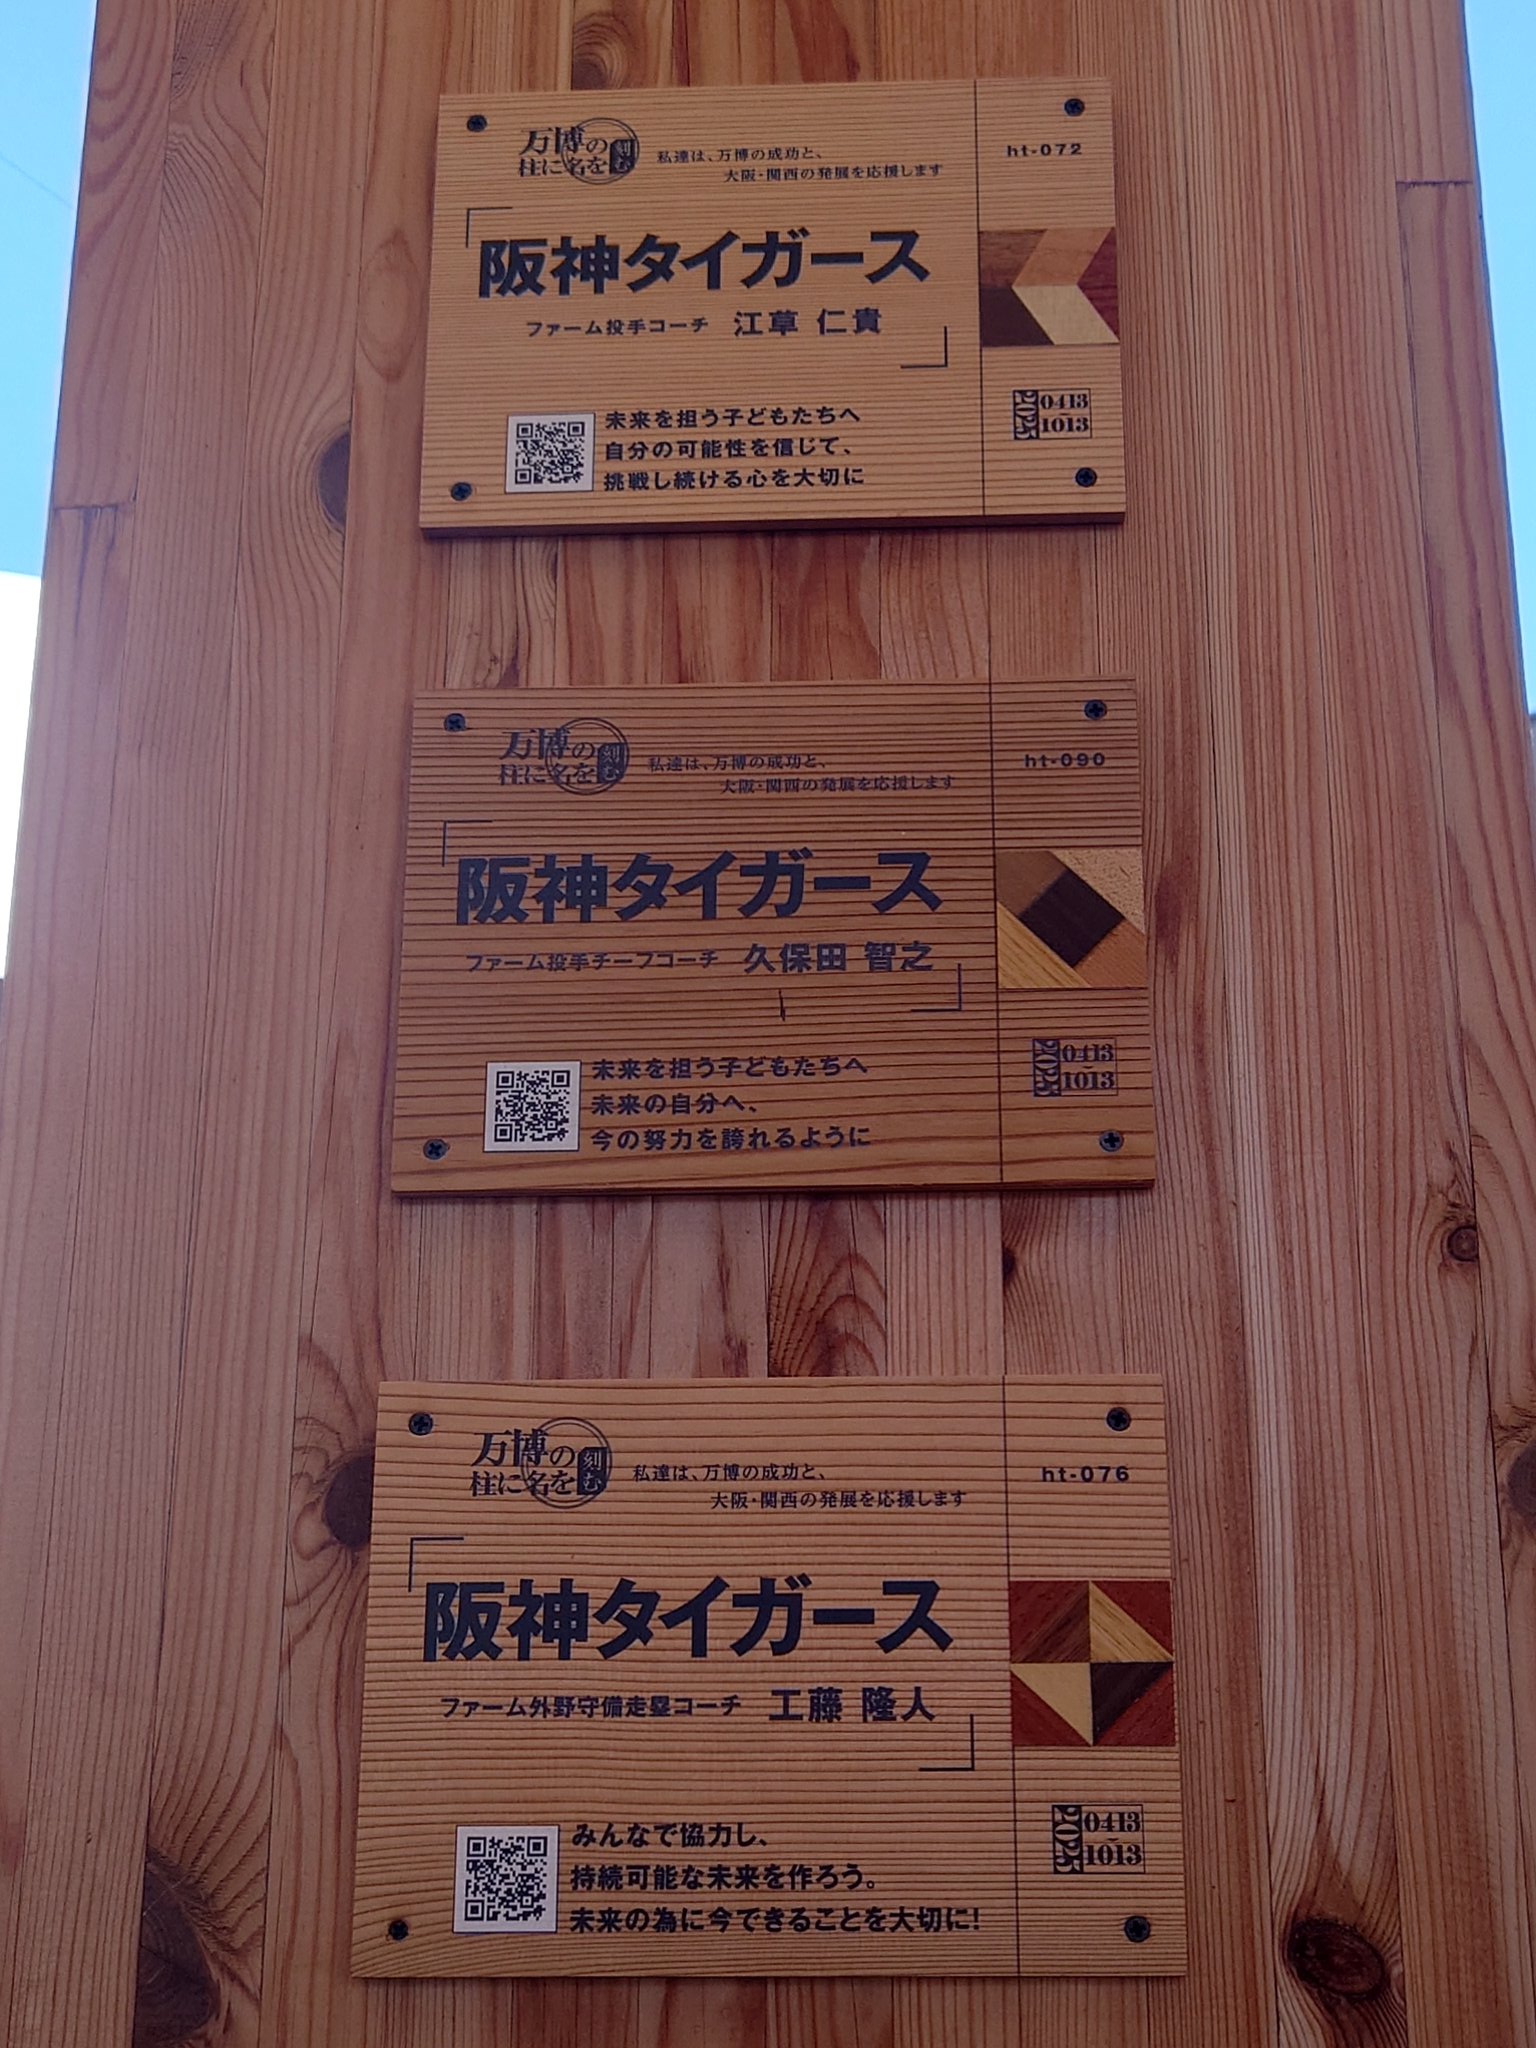 万博の
柱に名を刻む
私達は、万博の成功と、
大阪・関西の発展を応援します
ht-072
阪神タイガース
ファーム投手コーチ 江草 仁貴
未来を担う子どもたちへ
自分の可能性を信じて、
挑戦し続ける心を大切に
2025 0413-1013
万博の
柱に名を刻む
私達は、万博の成功と、
大阪・関西の発展を応援します
ht-090
阪神タイガース
ファーム投手チーフコーチ 久保田 智之
未来を担う子どもたちへ
未来の自分へ、
今の努力を誇れるように
2025 0413-1013
万博の
柱に名を刻む
私達は、万博の成功と、
大阪・関西の発展を応援します
ht-076
阪神タイガース
ファーム外野守備走塁コーチ 工藤 隆人
みんなで協力し、
持続可能な未来を作ろう。
未来の為に今できることを大切に!
2025 0413-1013